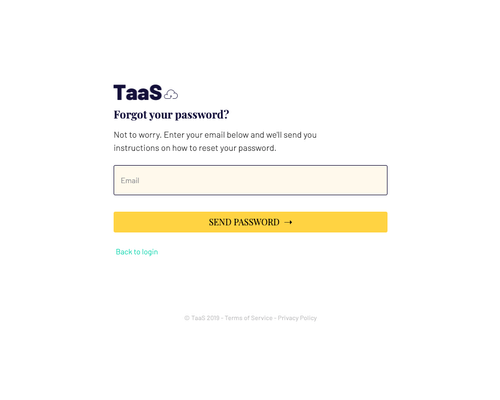 TaaS
Forgot your password?
Not to worry. Enter your email below and we'll send you
instructions on how to reset your password.
Email
SEND PASSWORD →
Back to login
© TaaS 2019 - Terms of Service - Privacy Policy